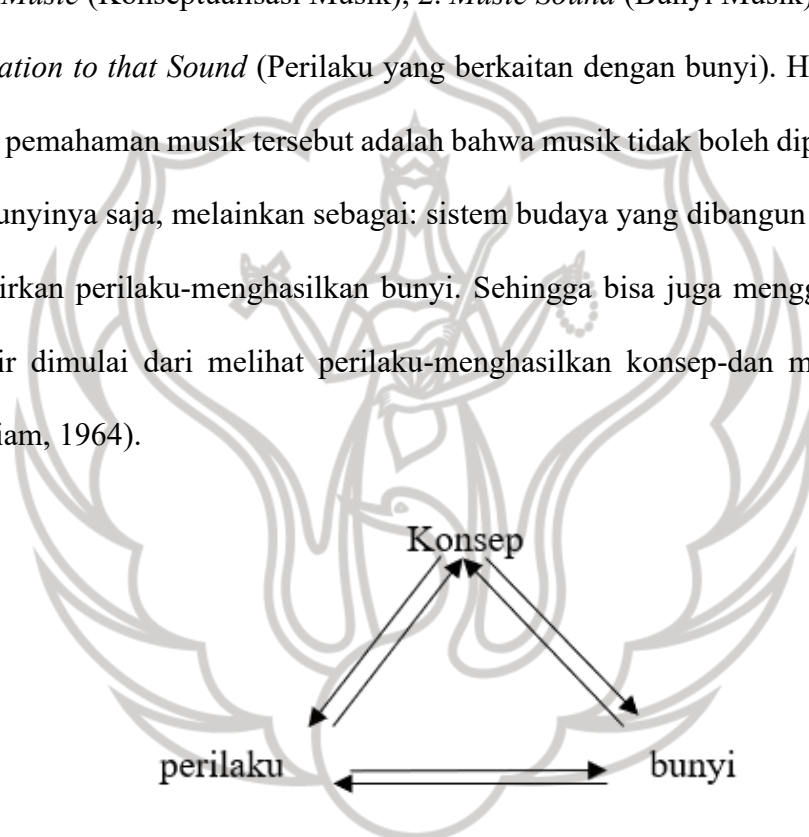 Music (Konseptualisasi Musik), 2. Music Sound (Bunyi Musik)
ation to that Sound (Perilaku yang berkaitan dengan bunyi). H
pemahaman musik tersebut adalah bahwa musik tidak boleh dip
unyinya saja, melainkan sebagai: sistem budaya yang dibangun
irkan perilaku-menghasilkan bunyi. Sehingga bisa juga mengg
ir dimulai dari melihat perilaku-menghasilkan konsep-dan m
iam, 1964).
Konsep
perilaku bunyi